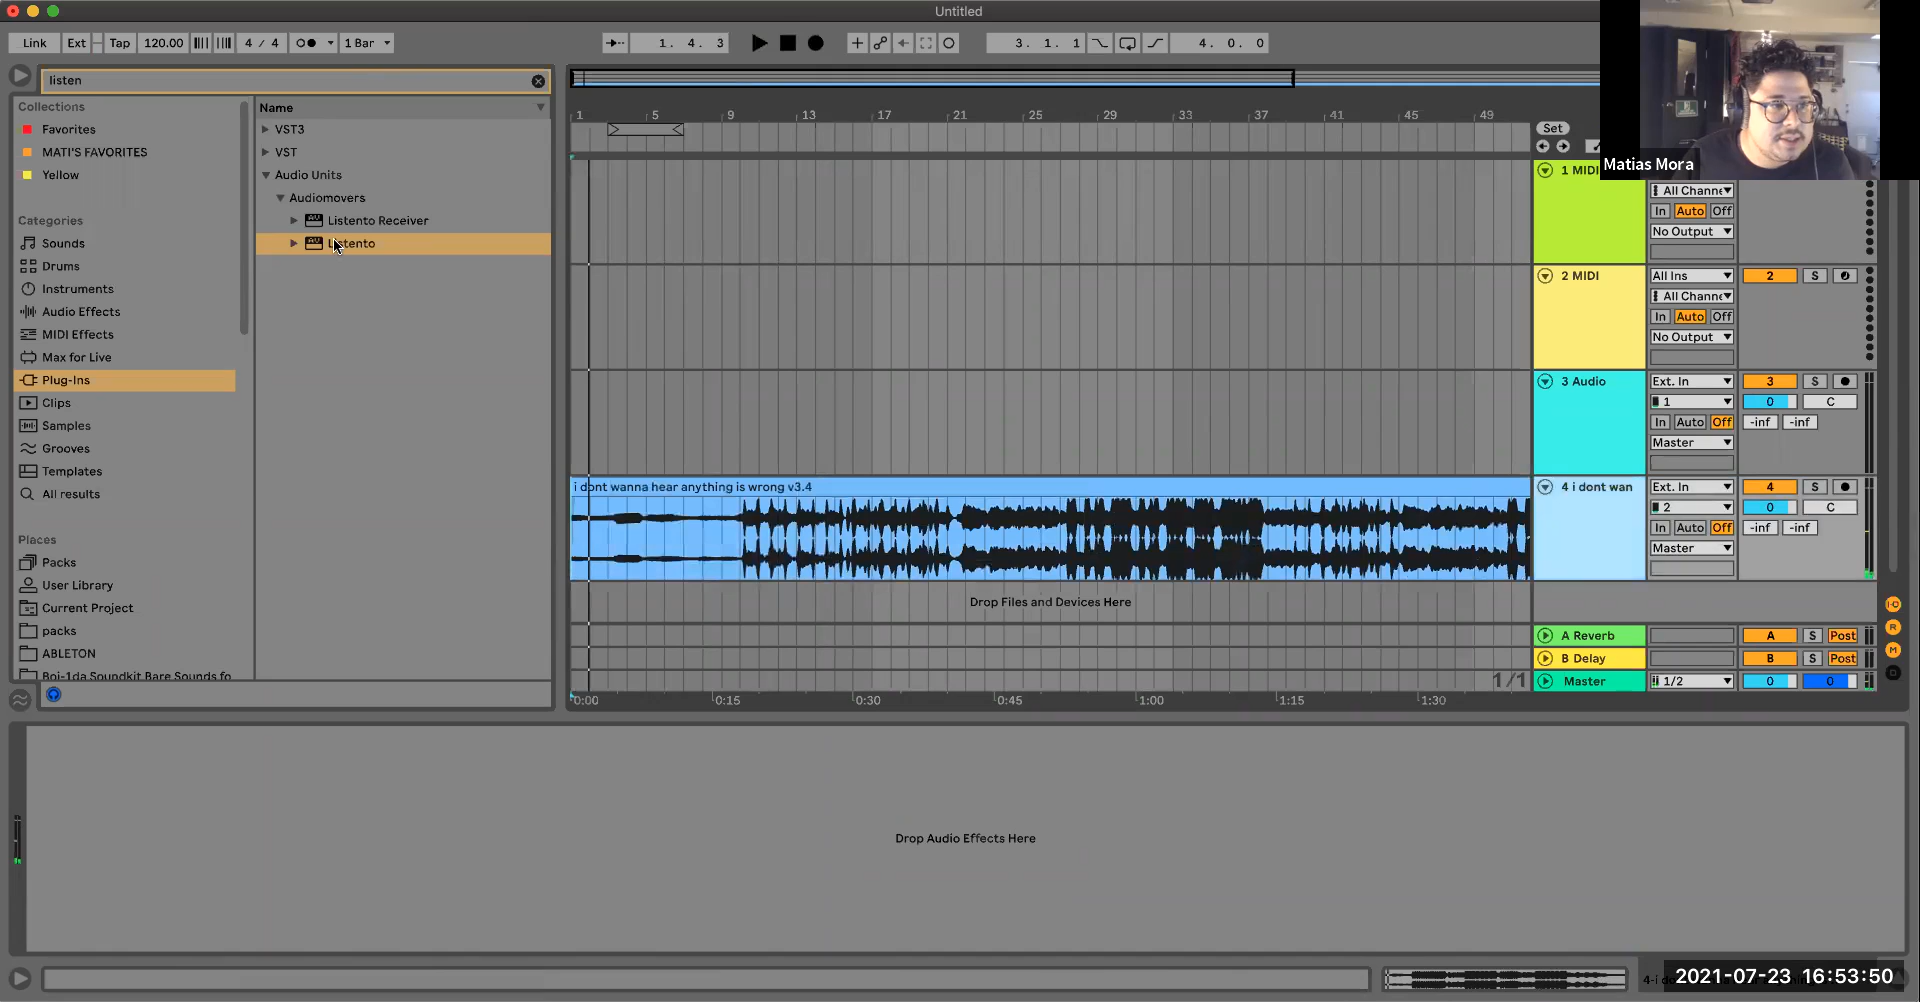 Untitled
Link Ext Tap 120.00 4 / 4 1 Bar 1. 4. 3 3. 1. 1 4. 0. 0
listen
Collections
Favorites
MATI'S FAVORITES
Yellow
Categories
Sounds
Drums
Instruments
Audio Effects
MIDI Effects
Max for Live
Plug-Ins
Clips
Samples
Grooves
Templates
All results
Places
Packs
User Library
Current Project
packs
ABLETON
Boi-1da Soundkit Bare Sounds fo
Name
VST3
VST
Audio Units
Audiomovers
Listento Receiver
Listento
1 5 9 13 17 21 25 29 33 37 41 45 49
Set
Matias Mora
1 MIDI
All Channe
In Auto Off
No Output
2 MIDI All Ins 2 S
All Channe
In Auto Off
No Output
3 Audio Ext. In 3 S
1 0 C
In Auto Off -inf -inf
Master
i dont wanna hear anything is wrong v3.4
4 i dont wan Ext. In 4 S
2 0 C
In Auto Off -inf -inf
Master
Drop Files and Devices Here
A Reverb A S Post
B Delay B S Post
1/1 Master 1/2 0 0
0:00 0:15 0:30 0:45 1:00 1:15 1:30
Drop Audio Effects Here
2021-07-23 16:53:50